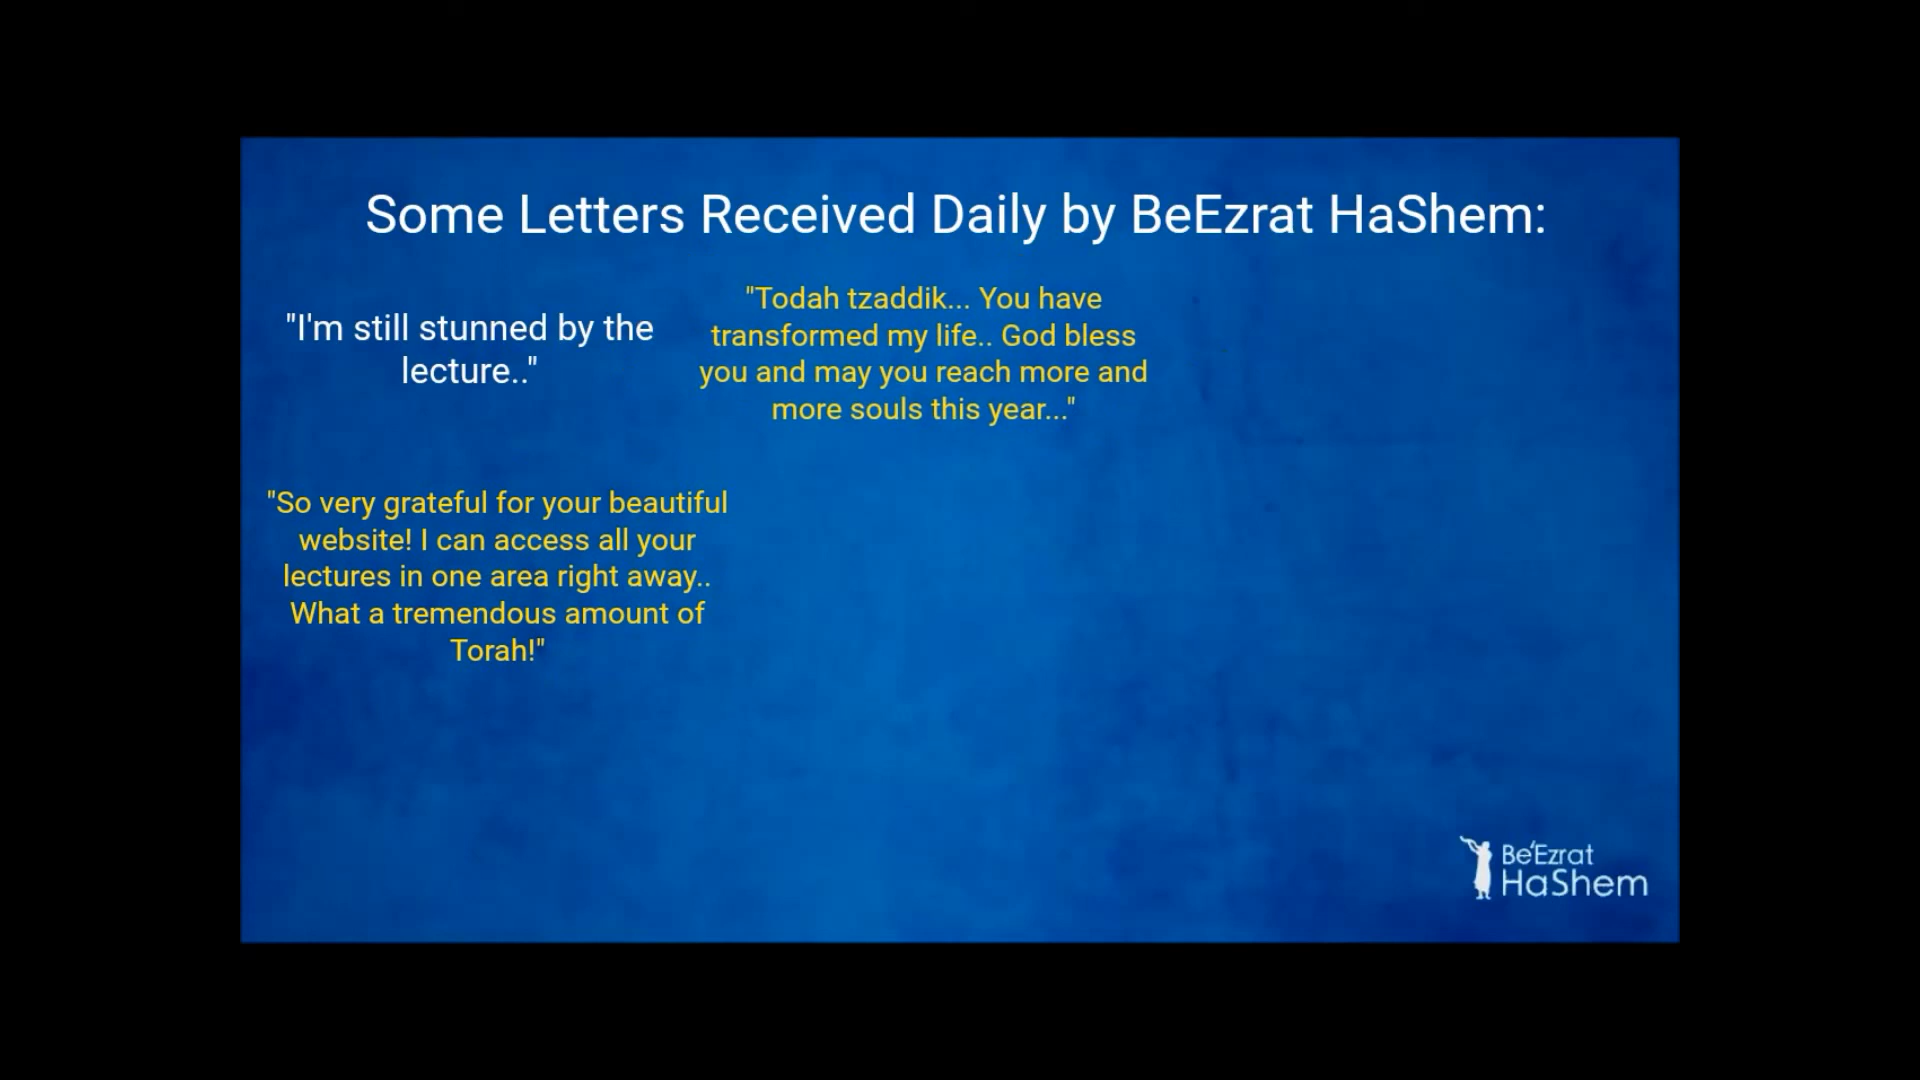 Some Letters Received Daily by BeEzrat HaShem:
"I'm still stunned by the
lecture.."
"Todah tzaddik... You have
transformed my life.. God bless
you and may you reach more and
more souls this year..."
"So very grateful for your beautiful
website! I can access all your
lectures in one area right away..
What a tremendous amount of
Torah!"
Be'Ezrat
HaShem